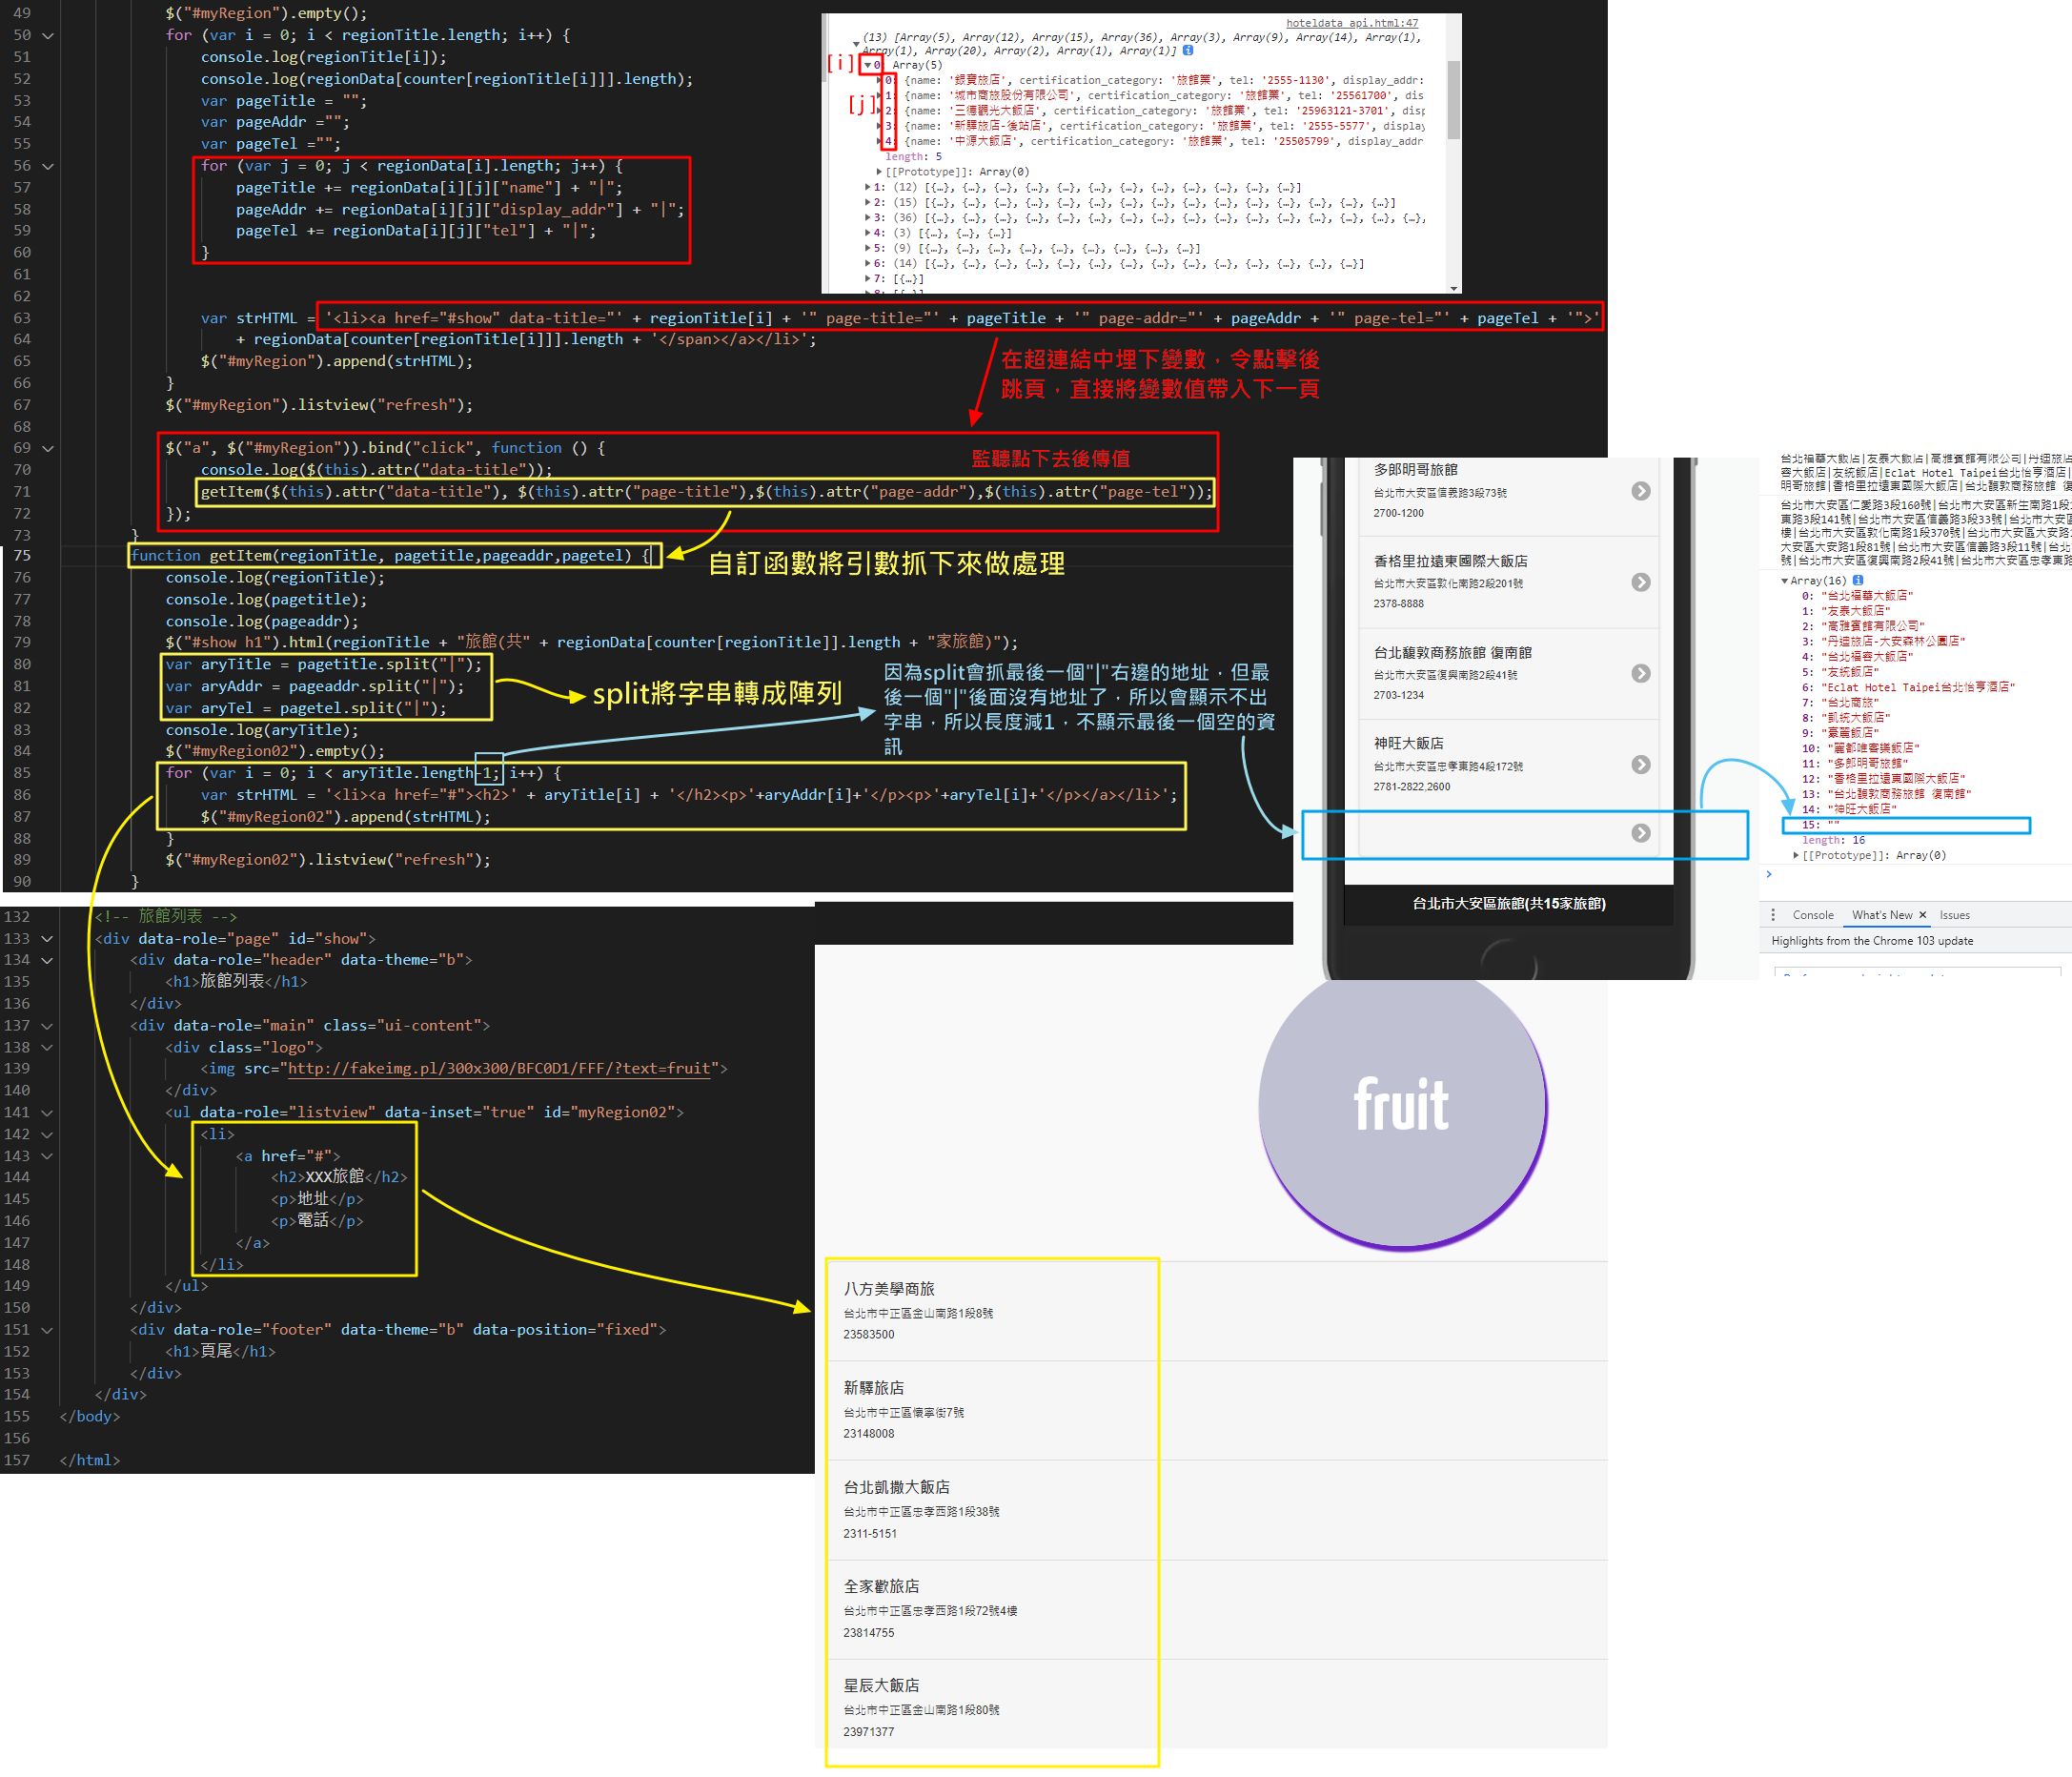 49 $("#myRegion").empty();
50 for (var i = 0; i < regionTitle.length; i++) {
51 console.log(regionTitle[i]);
52 console.log(regionData[counter[regionTitle[i]]].length);
53 var pageTitle = "";
54 var pageAddr ="";
55 var pageTel ="";
56 for (var j = 0; j < regionData[i].length; j++) {
57 pageTitle += regionData[i][j]["name"] + "|";
58 pageAddr += regionData[i][j]["display_addr"] + "|";
59 pageTel += regionData[i][j]["tel"] + "|";
60 }
61
62
63 var strHTML = '<li><a href="#show" data-title="' + regionTitle[i] + '" page-title="' + pageTitle + '" page-addr="' + pageAddr + '" page-tel="' + pageTel + '">'
64 + regionData[counter[regionTitle[i]]].length + '</span></a></li>';
65 $("#myRegion").append(strHTML);
66 }
67 $("#myRegion").listview("refresh");
68
在超連結中埋下變數，令點擊後
跳頁，直接將變數值帶入下一頁
69 $("a", $("#myRegion")).bind("click", function () {
70 console.log($(this).attr("data-title"));
監聽點下去後傳值
71 getItem($(this).attr("data-title"), $(this).attr("page-title"),$(this).attr("page-addr"),$(this).attr("page-tel"));
72 });
73 }
75 function getItem(regionTitle, pagetitle,pageaddr,pagetel) {
自訂函數將引數抓下來做處理
76 console.log(regionTitle);
77 console.log(pagetitle);
78 console.log(pageaddr);
79 $("#show h1").html(regionTitle + "旅館(共" + regionData[counter[regionTitle]].length + "家旅館)");
80 var aryTitle = pagetitle.split("|");
81 var aryAddr = pageaddr.split("|");
82 var aryTel = pagetel.split("|");
split將字串轉成陣列
因為split會抓最後一個"|"右邊的地址，但最
後一個"|"後面沒有地址了，所以會顯示不出
字串，所以長度減1，不顯示最後一個空的資
訊
83 console.log(aryTitle);
84 $("#myRegion02").empty();
85 for (var i = 0; i < aryTitle.length-1; i++) {
86 var strHTML = '<li><a href="#"><h2>' + aryTitle[i] + '</h2><p>'+aryAddr[i]+'</p><p>'+aryTel[i]+'</p></a></li>';
87 $("#myRegion02").append(strHTML);
88 }
89 $("#myRegion02").listview("refresh");
90 }
hoteldata_api.html:47
(13) [Array(5), Array(12), Array(15), Array(36), Array(3), Array(9), Array(14), Array(1),
Array(1), Array(20), Array(2), Array(1), Array(1)]
[i] 0: Array(5)
[j]
0: {name: '銀寶旅店', certification_category: '旅館業', tel: '2555-1130', display_addr:
1: {name: '城市商旅股份有限公司', certification_category: '旅館業', tel: '25561700', dis
2: {name: '三德觀光大飯店', certification_category: '旅館業', tel: '25963121-3701', dis
3: {name: '新驛旅店-後站店', certification_category: '旅館業', tel: '2555-5577', display
4: {name: '中源大飯店', certification_category: '旅館業', tel: '25505799', display_addr
length: 5
[[Prototype]]: Array(0)
1: (12) [{…}, {…}, {…}, {…}, {…}, {…}, {…}, {…}, {…}, {…}, {…}, {…}]
2: (15) [{…}, {…}, {…}, {…}, {…}, {…}, {…}, {…}, {…}, {…}, {…}, {…}, {…}, {…}, {…}]
3: (36) [{…}, {…}, {…}, {…}, {…}, {…}, {…}, {…}, {…}, {…}, {…}, {…}, {…}, {…}, {…}, {…},
4: (3) [{…}, {…}, {…}]
5: (9) [{…}, {…}, {…}, {…}, {…}, {…}, {…}, {…}, {…}]
6: (14) [{…}, {…}, {…}, {…}, {…}, {…}, {…}, {…}, {…}, {…}, {…}, {…}, {…}, {…}]
7: [{…}]
8: [{…}]
多郎明哥旅館
台北市大安區信義路3段73號
2700-1200
香格里拉遠東國際大飯店
台北市大安區敦化南路2段201號
2378-8888
台北馥敦商務旅館 復南館
台北市大安區復興南路2段41號
2703-1234
神旺大飯店
台北市大安區忠孝東路4段172號
2781-2822,2600
台北市大安區旅館(共15家旅館)
台北福華大飯店|友泰大飯店|高雅賓館有限公司|丹迪旅店
容大飯店|友統飯店|Eclat Hotel Taipei台北怡亨酒店|
明哥旅館|香格里拉遠東國際大飯店|台北馥敦商務旅館 復
台北市大安區仁愛路3段160號|台北市大安區新生南路1段
東路3段141號|台北市大安區信義路3段33號|台北市大安區
樓|台北市大安區敦化南路1段370號|台北市大安區大安路1
大安區大安路1段81號|台北市大安區信義路3段11號|台北
號|台北市大安區復興南路2段41號|台北市大安區忠孝東路
Array(16)
0: "台北福華大飯店"
1: "友泰大飯店"
2: "高雅賓館有限公司"
3: "丹迪旅店-大安森林公園店"
4: "台北福容大飯店"
5: "友統飯店"
6: "Eclat Hotel Taipei台北怡亨酒店"
7: "台北商旅"
8: "凱統大飯店"
9: "豪麗飯店"
10: "麗都唯客樂飯店"
11: "多郎明哥旅館"
12: "香格里拉遠東國際大飯店"
13: "台北馥敦商務旅館 復南館"
14: "神旺大飯店"
15: ""
length: 16
[[Prototype]]: Array(0)
Console What's New × Issues
Highlights from the Chrome 103 update
132 <!-- 旅館列表 -->
133 <div data-role="page" id="show">
134 <div data-role="header" data-theme="b">
135 <h1>旅館列表</h1>
136 </div>
137 <div data-role="main" class="ui-content">
138 <div class="logo">
139 <img src="http://fakeimg.pl/300x300/BFC0D1/FFF/?text=fruit">
140 </div>
141 <ul data-role="listview" data-inset="true" id="myRegion02">
142 <li>
143 <a href="#">
144 <h2>XXX旅館</h2>
145 <p>地址</p>
146 <p>電話</p>
147 </a>
148 </li>
149 </ul>
150 </div>
151 <div data-role="footer" data-theme="b" data-position="fixed">
152 <h1>頁尾</h1>
153 </div>
154 </div>
155 </body>
156
157 </html>
fruit
八方美學商旅
台北市中正區金山南路1段8號
23583500
新驛旅店
台北市中正區懷寧街7號
23148008
台北凱撒大飯店
台北市中正區忠孝西路1段38號
2311-5151
全家歡旅店
台北市中正區忠孝西路1段72號4樓
23814755
星辰大飯店
台北市中正區金山南路1段80號
23971377